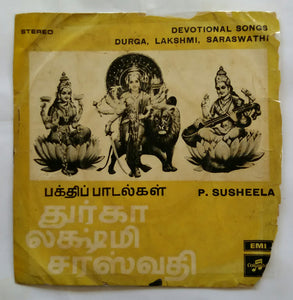 STEREO
DEVOTIONAL SONGS
DURGA, LAKSHMI, SARASWATHI
பக்திப் பாடல்கள்
P. SUSHEELA
துர்கா
லக்ஷ்மி
சரஸ்வதி
EMI